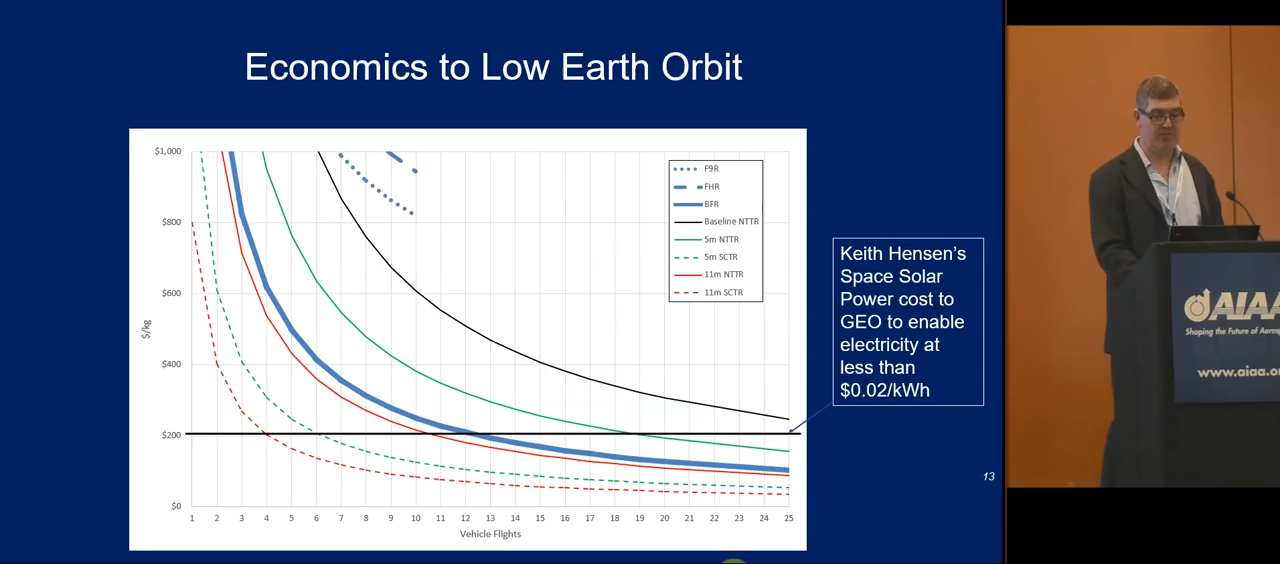 Economics to Low Earth Orbit
$1,000
$800
$600
$400
$200
$0
$/kg
1 2 3 4 5 6 7 8 9 10 11 12 13 14 15 16 17 18 19 20 21 22 23 24 25
Vehicle Flights
F9R
FHR
BFR
Baseline NTTR
5m NTTR
5m SCTR
11m NTTR
11m SCTR
Keith Hensen's
Space Solar
Power cost to
GEO to enable
electricity at
less than
$0.02/kWh
13
AIAA
Shaping the Future of Aeros
www.aiaa.or